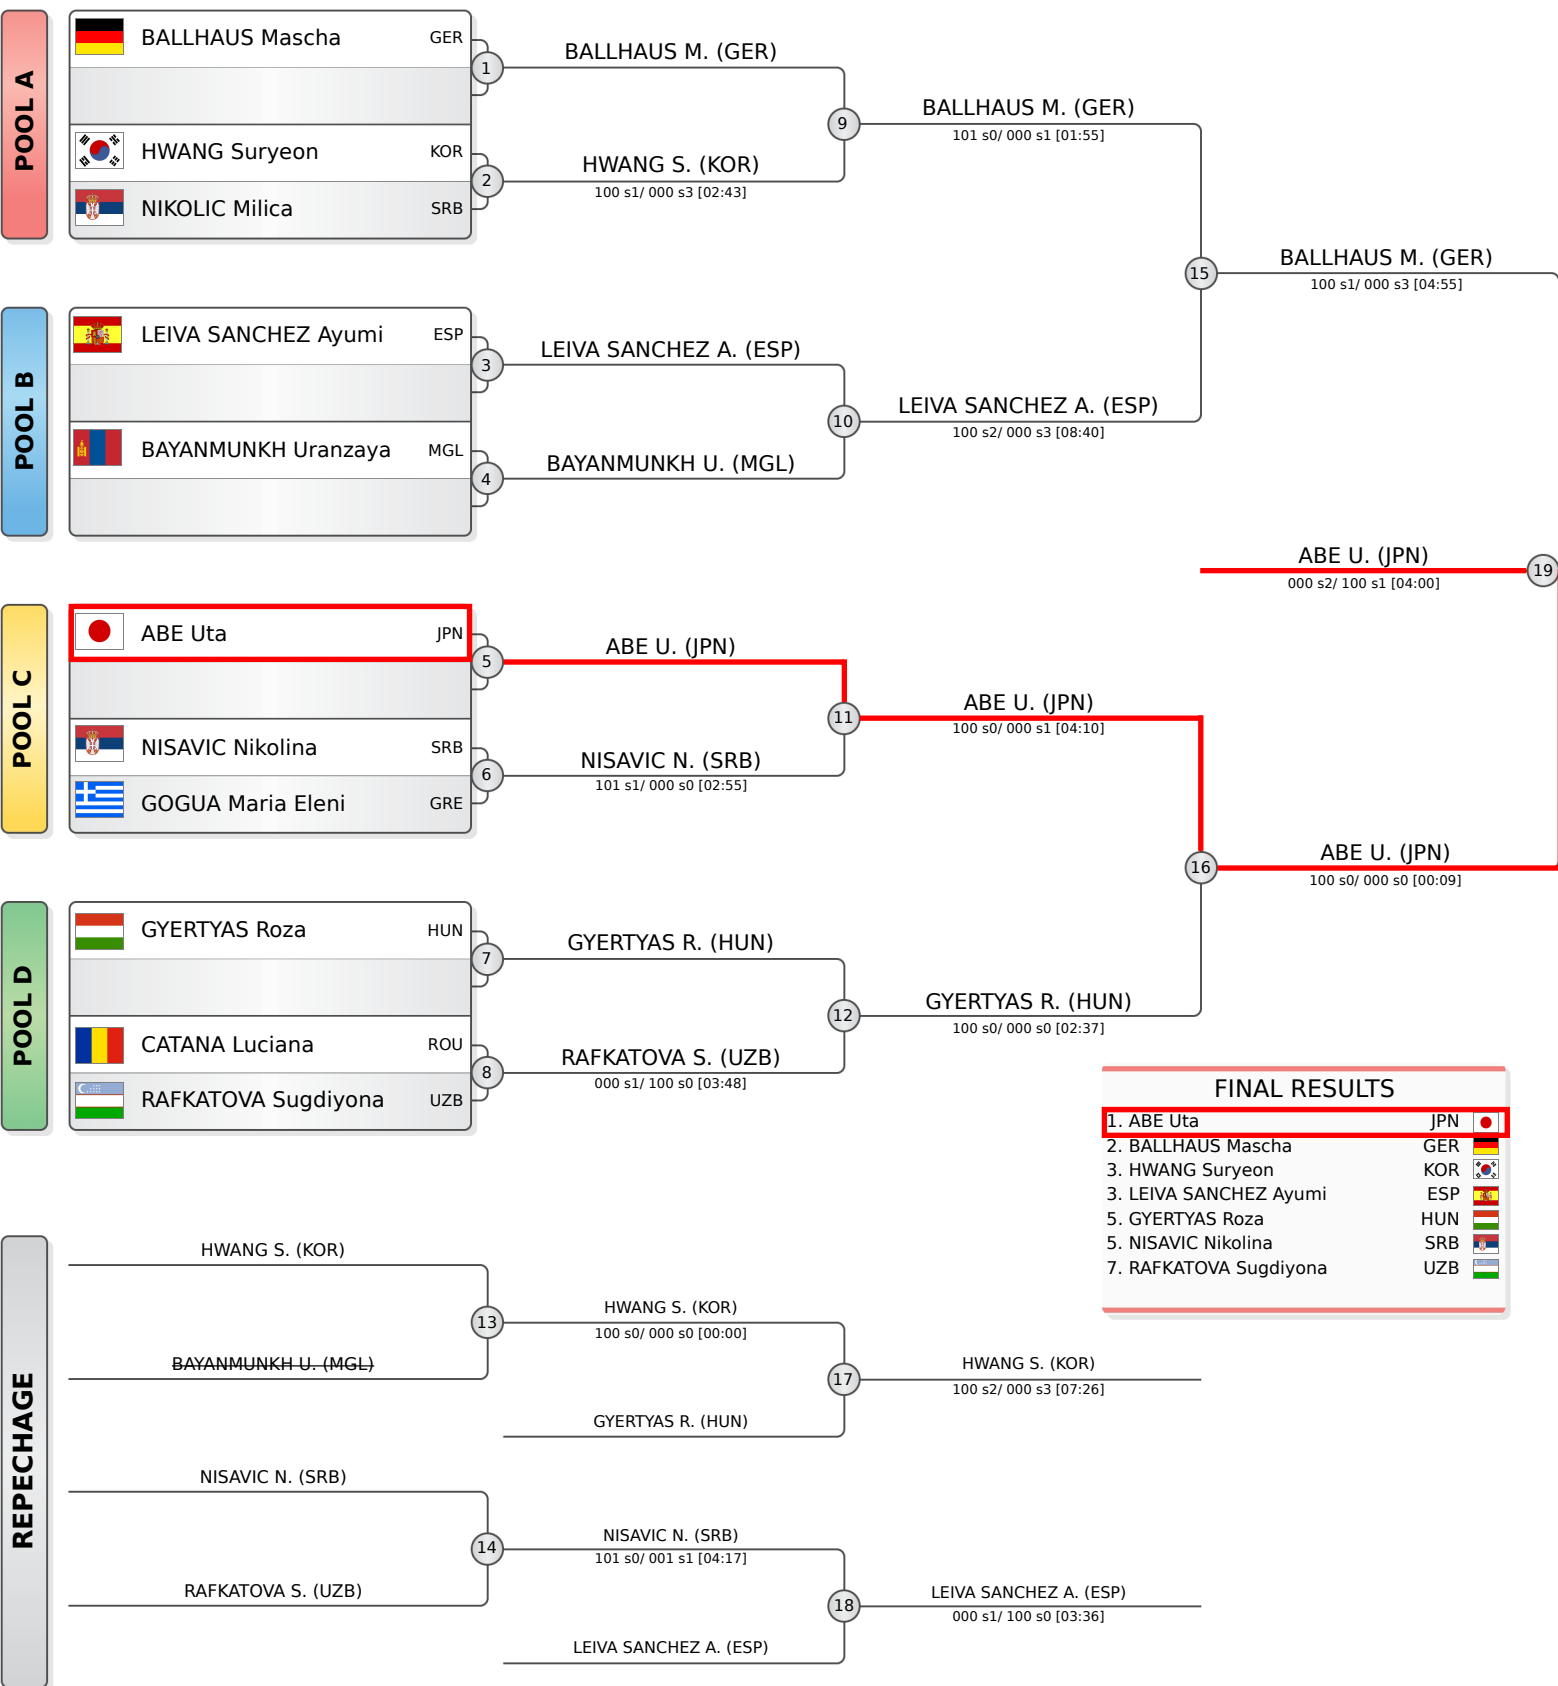 POOL A
BALLHAUS Mascha GER
HWANG Suryeon KOR
NIKOLIC Milica SRB
1
2
BALLHAUS M. (GER)
HWANG S. (KOR)
100 s1/ 000 s3 [02:43]
9
BALLHAUS M. (GER)
101 s0/ 000 s1 [01:55]
15
BALLHAUS M. (GER)
100 s1/ 000 s3 [04:55]
POOL B
LEIVA SANCHEZ Ayumi ESP
BAYANMUNKH Uranzaya MGL
3
4
LEIVA SANCHEZ A. (ESP)
BAYANMUNKH U. (MGL)
10
LEIVA SANCHEZ A. (ESP)
100 s2/ 000 s3 [08:40]
ABE U. (JPN)
000 s2/ 100 s1 [04:00]
19
POOL C
ABE Uta JPN
NISAVIC Nikolina SRB
GOGUA Maria Eleni GRE
5
6
ABE U. (JPN)
NISAVIC N. (SRB)
101 s1/ 000 s0 [02:55]
11
ABE U. (JPN)
100 s0/ 000 s1 [04:10]
16
ABE U. (JPN)
100 s0/ 000 s0 [00:09]
POOL D
GYERTYAS Roza HUN
CATANA Luciana ROU
RAFKATOVA Sugdiyona UZB
7
8
GYERTYAS R. (HUN)
RAFKATOVA S. (UZB)
000 s1/ 100 s0 [03:48]
12
GYERTYAS R. (HUN)
100 s0/ 000 s0 [02:37]
FINAL RESULTS
1. ABE Uta JPN
2. BALLHAUS Mascha GER
3. HWANG Suryeon KOR
3. LEIVA SANCHEZ Ayumi ESP
5. GYERTYAS Roza HUN
5. NISAVIC Nikolina SRB
7. RAFKATOVA Sugdiyona UZB
REPECHAGE
HWANG S. (KOR)
BAYANMUNKH U. (MGL)
13
HWANG S. (KOR)
100 s0/ 000 s0 [00:00]
GYERTYAS R. (HUN)
17
HWANG S. (KOR)
100 s2/ 000 s3 [07:26]
NISAVIC N. (SRB)
RAFKATOVA S. (UZB)
14
NISAVIC N. (SRB)
101 s0/ 001 s1 [04:17]
LEIVA SANCHEZ A. (ESP)
18
LEIVA SANCHEZ A. (ESP)
000 s1/ 100 s0 [03:36]